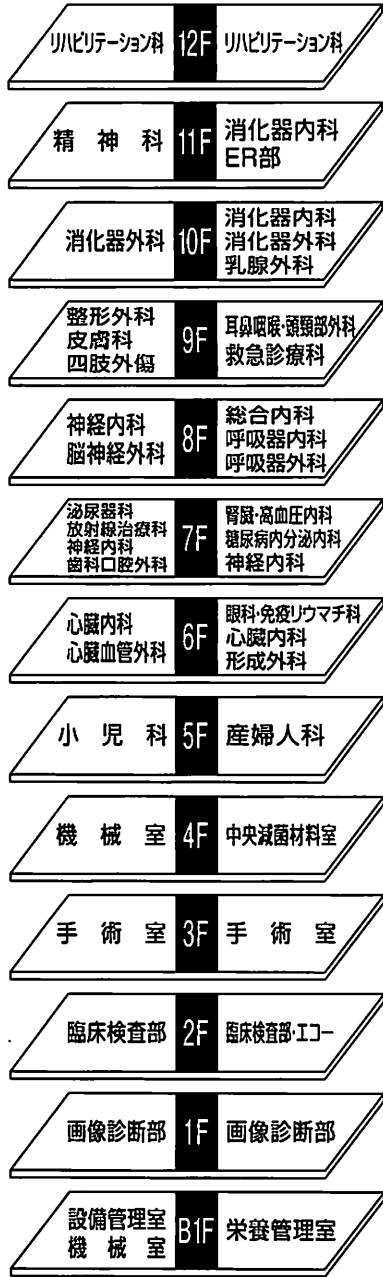 リハビリテーション科 12F リハビリテーション科
精神科 11F 消化器内科
ER部
消化器外科 10F 消化器内科
消化器外科
乳腺外科
整形外科
皮膚科
四肢外傷
9F
耳鼻咽喉・頭頸部外科
救急診療科
神経内科
脳神経外科
8F
総合内科
呼吸器内科
呼吸器外科
泌尿器科
放射線治療科
神経内科
歯科口腔外科
7F
腎臓・高血圧内科
糖尿病内分泌内科
神経内科
心臓内科
心臓血管外科
6F
眼科・免疫リウマチ科
心臓内科
形成外科
小児科 5F 産婦人科
機械室 4F 中央滅菌材料室
手術室 3F 手術室
臨床検査部 2F 臨床検査部・エコー
画像診断部 1F 画像診断部
設備管理室
機械室
B1F
栄養管理室